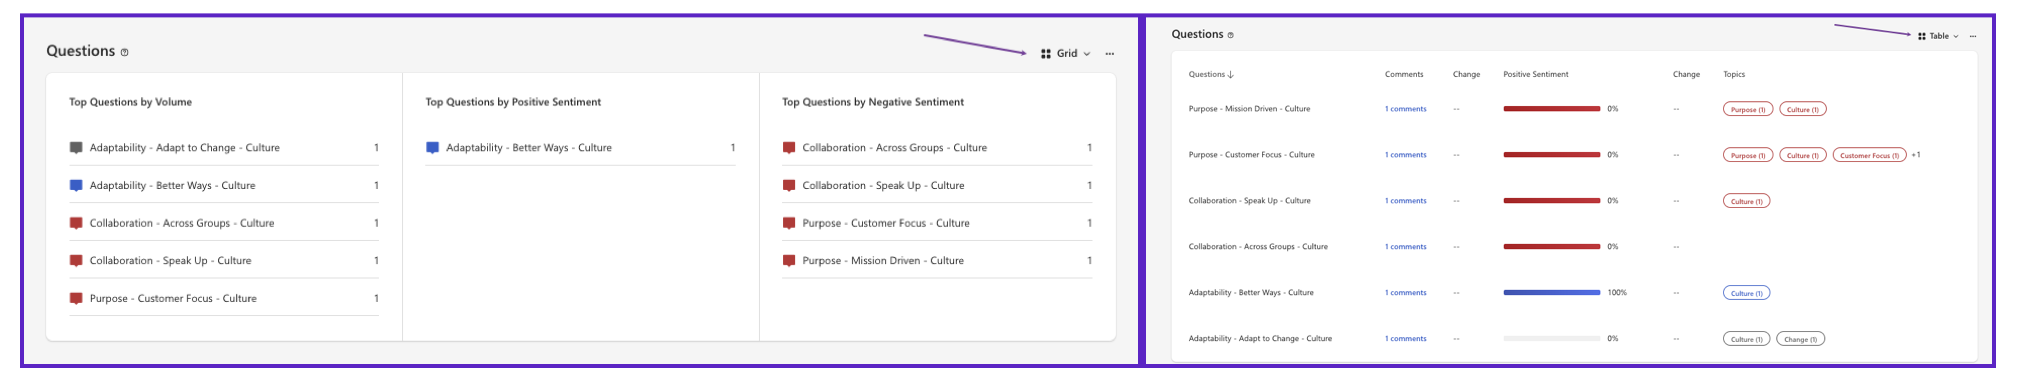 Questions
Grid
Top Questions by Volume
Adaptability - Adapt to Change - Culture 1
Adaptability - Better Ways - Culture 1
Collaboration - Across Groups - Culture 1
Collaboration - Speak Up - Culture 1
Purpose - Customer Focus - Culture 1
Top Questions by Positive Sentiment
Adaptability - Better Ways - Culture 1
Top Questions by Negative Sentiment
Collaboration - Across Groups - Culture 1
Collaboration - Speak Up - Culture 1
Purpose - Customer Focus - Culture 1
Purpose - Mission Driven - Culture 1
Questions
Table
Questions ↓ Comments Change Positive Sentiment Change Topics
Purpose - Mission Driven - Culture 1 comments -- 0% -- Purpose (1) Culture (1)
Purpose - Customer Focus - Culture 1 comments -- 0% -- Purpose (1) Culture (1) Customer Focus (1) +1
Collaboration - Speak Up - Culture 1 comments -- 0% -- Culture (1)
Collaboration - Across Groups - Culture 1 comments -- 0% --
Adaptability - Better Ways - Culture 1 comments -- 100% -- Culture (1)
Adaptability - Adapt to Change - Culture 1 comments -- 0% -- Culture (1) Change (1)